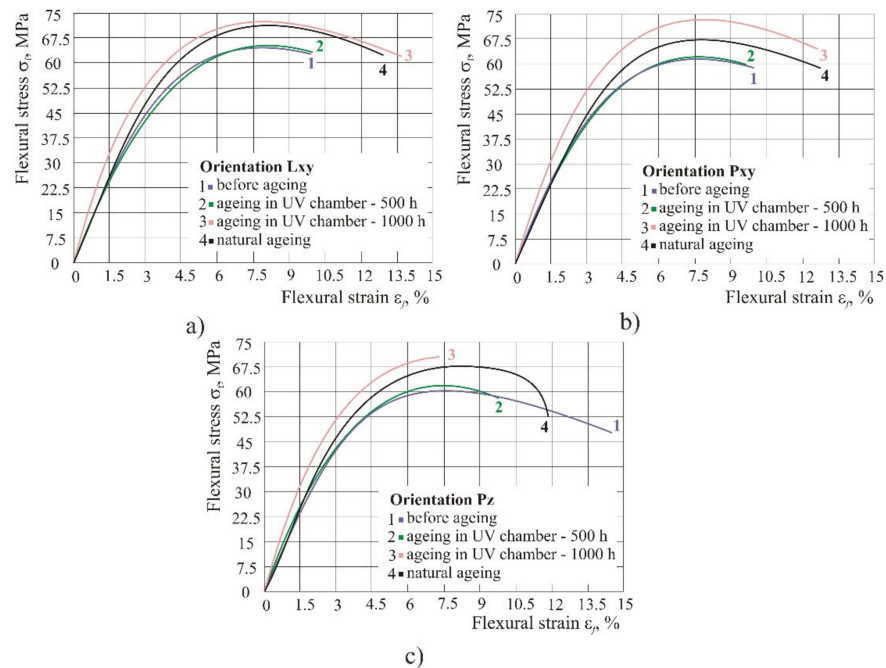 Flexural stress σf, MPa
75
67.5
60
52.5
45
37.5
30
22.5
15
7.5
0
2
1
3
4
Orientation Lxy
1 before ageing
2 ageing in UV chamber - 500 h
3 ageing in UV chamber - 1000 h
4 natural ageing
0 1.5 3 4.5 6 7.5 9 10.5 12 13.5 15
Flexural strain εf, %
a)
Flexural stress σf, MPa
75
67.5
60
52.5
45
37.5
30
22.5
15
7.5
0
3
2
1
4
Orientation Pxy
1 before ageing
2 ageing in UV chamber - 500 h
3 ageing in UV chamber - 1000 h
4 natural ageing
0 1.5 3 4.5 6 7.5 9 10.5 12 13.5 15
Flexural strain εf, %
b)
Flexural stress σf, MPa
75
67.5
60
52.5
45
37.5
30
22.5
15
7.5
0
3
2
4
1
Orientation Pz
1 before ageing
2 ageing in UV chamber - 500 h
3 ageing in UV chamber - 1000 h
4 natural ageing
0 1.5 3 4.5 6 7.5 9 10.5 12 13.5 15
Flexural strain εf, %
c)